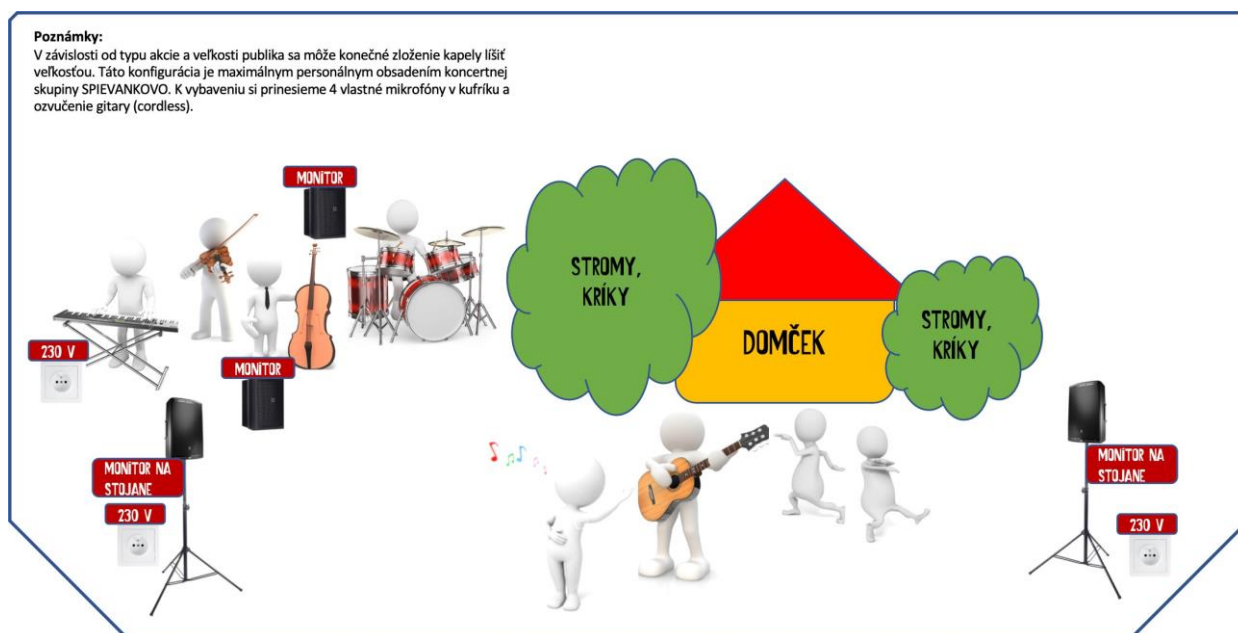 Poznámky:
V závislosti od typu akcie a veľkosti publika sa môže konečné zloženie kapely líšiť
veľkosťou. Táto konfigurácia je maximálnym personálnym obsadením koncertnej
skupiny SPIEVANKOVO. K vybaveniu si prinesieme 4 vlastné mikrofóny v kufríku a
ozvučenie gitary (cordless).
MONITOR
STROMY,
KRÍKY
DOMČEK
STROMY,
KRÍKY
230 V
MONITOR
MONITOR NA
STOJANE
230 V
MONITOR NA
STOJANE
230 V